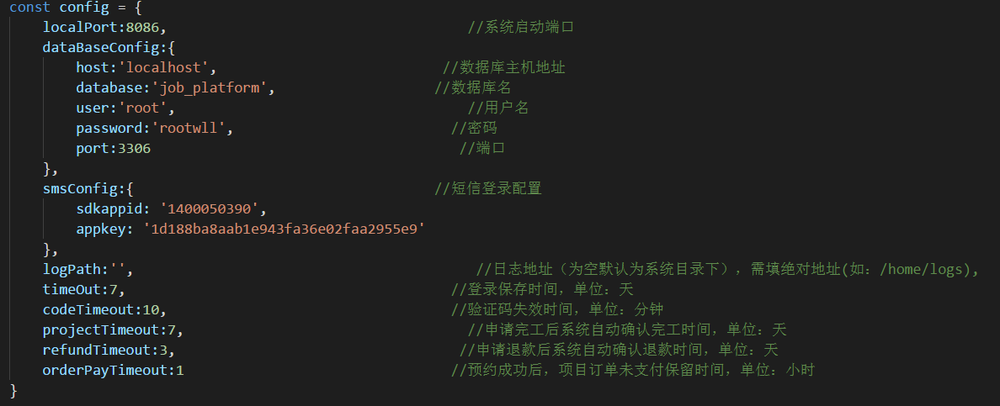 const config = {
localPort:8086, //系统启动端口
dataBaseConfig:{
host:'localhost', //数据库主机地址
database:'job_platform', //数据库名
user:'root', //用户名
password:'rootwll', //密码
port:3306 //端口
},
smsConfig:{ //短信登录配置
sdkappid: '1400050390',
appkey: '1d188ba8aab1e943fa36e02faa2955e9'
},
logPath:'', //日志地址（为空默认为系统目录下），需填绝对地址(如：/home/logs),
timeOut:7, //登录保存时间，单位：天
codeTimeout:10, //验证码失效时间，单位：分钟
projectTimeout:7, //申请完工后系统自动确认完工时间，单位：天
refundTimeout:3, //申请退款后系统自动确认退款时间，单位：天
orderPayTimeout:1 //预约成功后，项目订单未支付保留时间，单位：小时
}